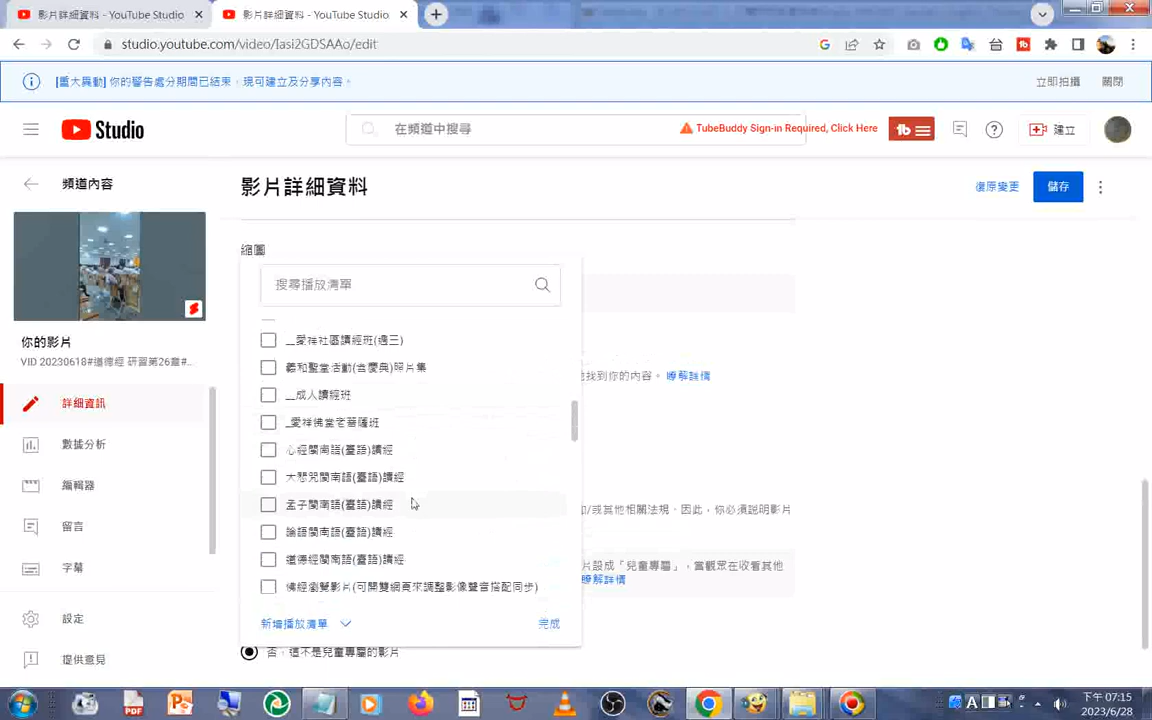 影片詳細資料 - YouTube Studio
影片詳細資料 - YouTube Studio
studio.youtube.com/video/Iasi2GDSAAo/edit
[重大異動] 你的警告處分期間已結束，現可建立及分享內容。
立即拍攝
關閉
Studio
在頻道中搜尋
TubeBuddy Sign-in Required, Click Here
建立
頻道內容
影片詳細資料
復原變更
儲存
縮圖
搜尋播放清單
你的影片
VID 20230618#道德經 研習第26章#...
__愛祥社區讀經班(週三)
義和聖堂活動(含慶典)照片集
找到你的內容。 瞭解詳情
__成人讀經班
詳細資訊
_愛祥佛堂老菩薩班
數據分析
心經閩南語(臺語)讀經
大悲咒閩南語(臺語)讀經
編輯器
孟子閩南語(臺語)讀經
和/或其他相關法規。因此，你必須說明影片
留言
論語閩南語(臺語)讀經
道德經閩南語(臺語)讀經
片設成「兒童專屬」，當觀眾在收看其他
字幕
瞭解詳情
佛經瀏覽影片(可開雙網頁來調整影像聲音搭配同步)
設定
新增播放清單
完成
否，這不是兒童專屬的影片
提供意見
下午 07:15
2023/6/28